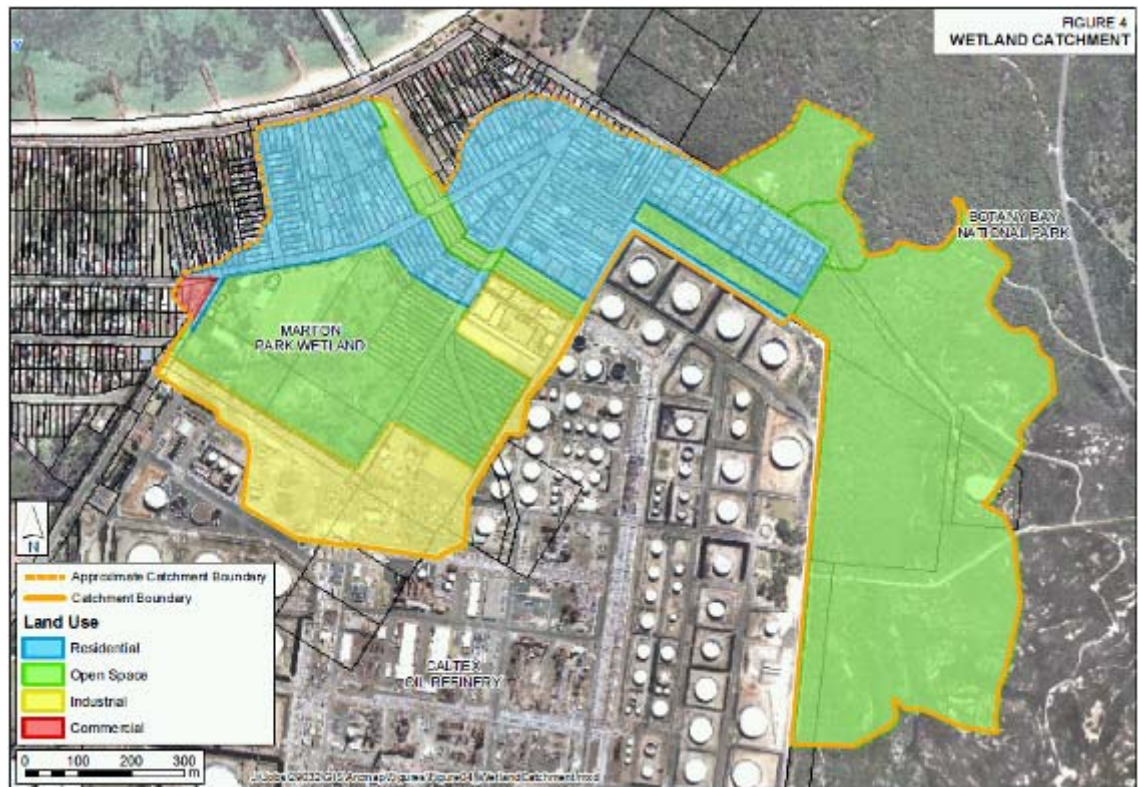 FIGURE 4
WETLAND CATCHMENT
Y
BOTANY BAY
NATIONAL PARK
MARTON
PARK WETLAND
CALTEX
OIL REFINERY
N
Approximate Catchment Boundary
Catchment Boundary
Land Use
Residential
Open Space
Industrial
Commercial
0 100 200 300
m